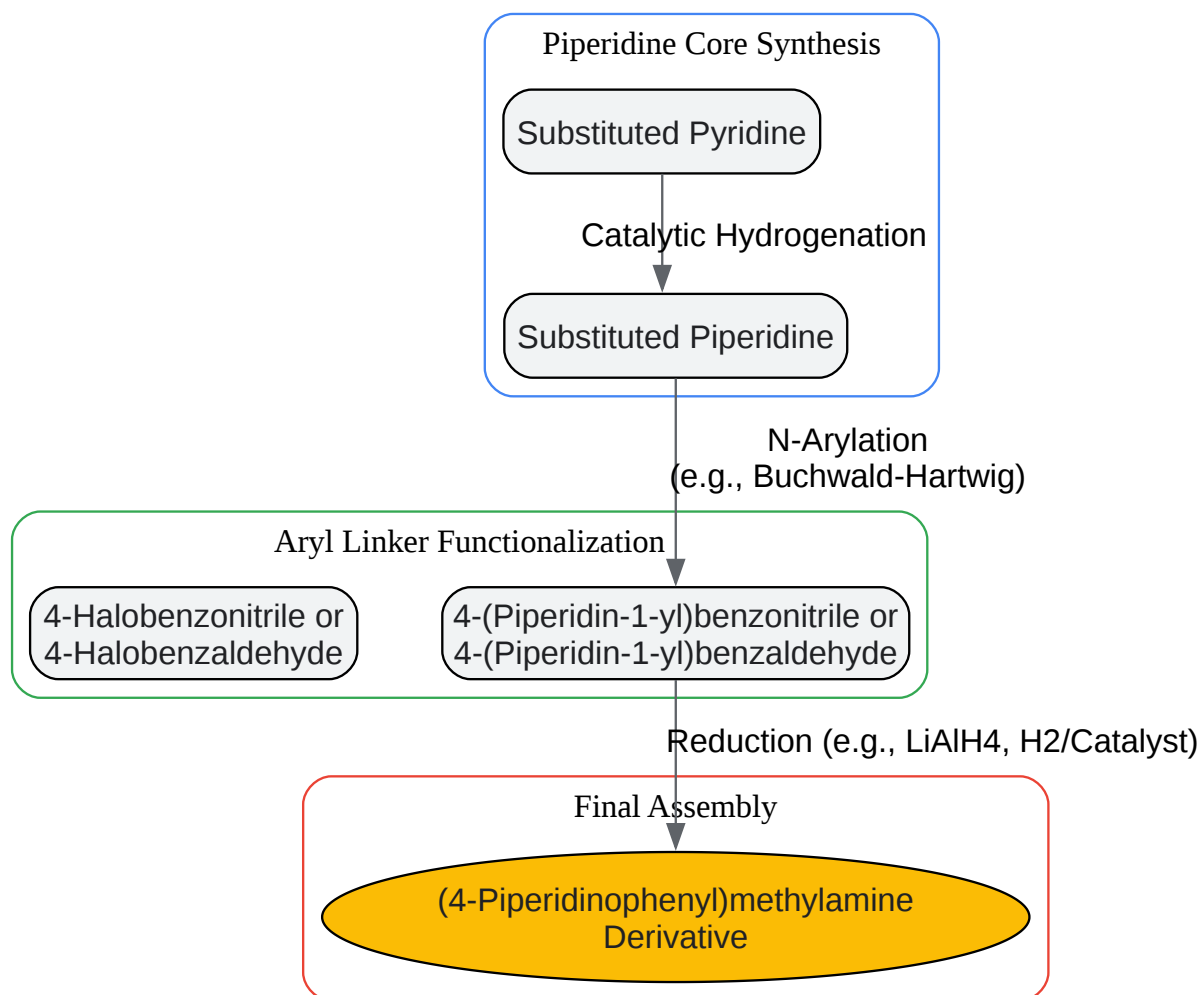 Piperidine Core Synthesis
Substituted Pyridine
Catalytic Hydrogenation
Substituted Piperidine
N-Arylation
(e.g., Buchwald-Hartwig)
Aryl Linker Functionalization
4-Halobenzonitrile or
4-Halobenzaldehyde
4-(Piperidin-1-yl)benzonitrile or
4-(Piperidin-1-yl)benzaldehyde
Reduction (e.g., LiAlH4, H2/Catalyst)
Final Assembly
(4-Piperidinophenyl)methylamine
Derivative